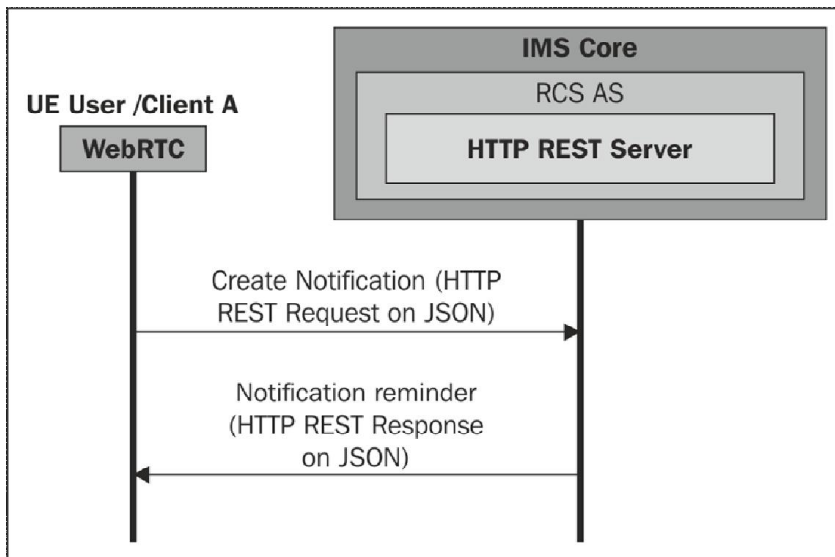 IMS Core
RCS AS
UE User /Client A
WebRTC
HTTP REST Server
Create Notification (HTTP
REST Request on JSON)
Notification reminder
(HTTP REST Response
on JSON)